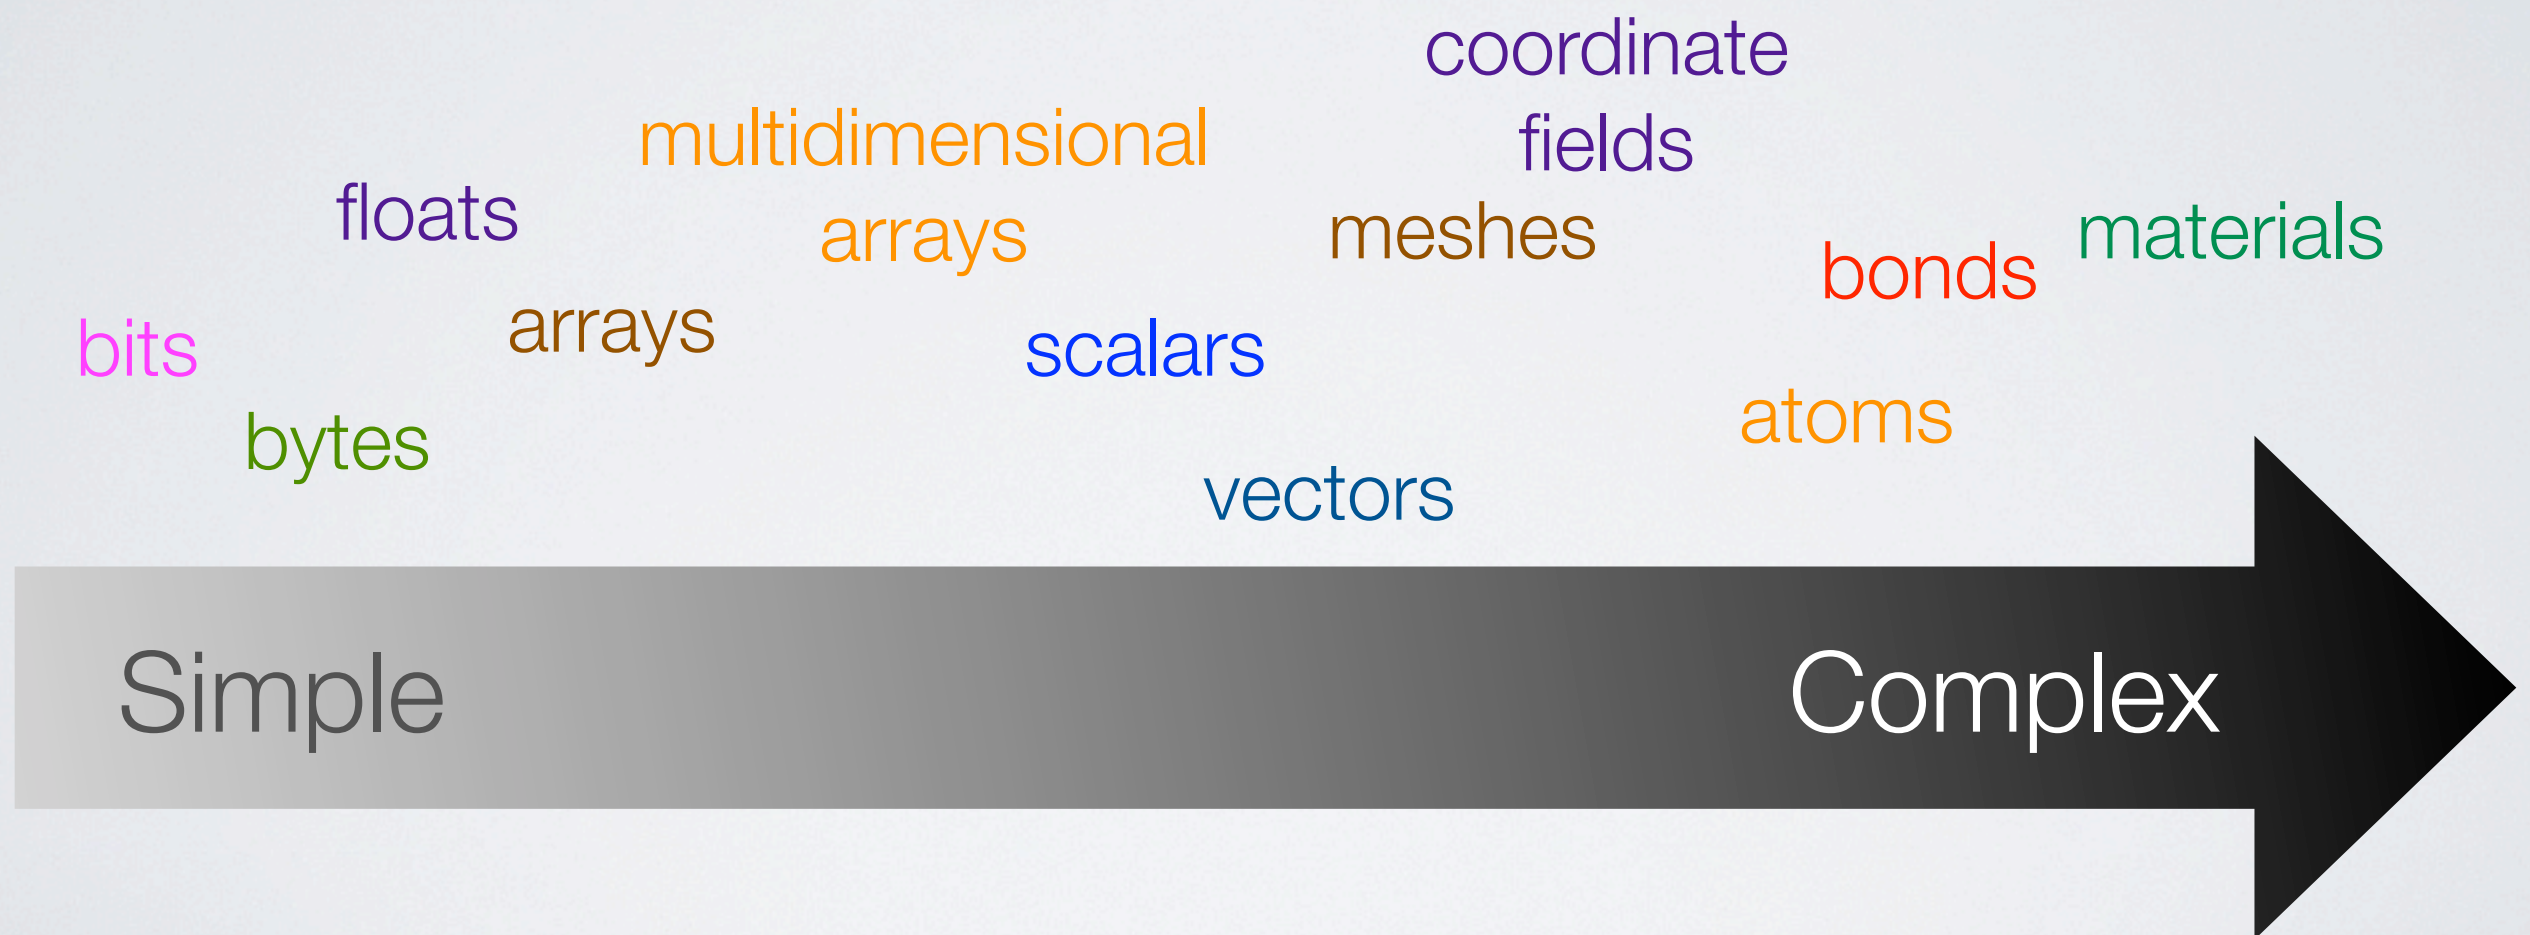 coordinate
fields
multidimensional
arrays
floats
meshes
materials
bonds
arrays
bits
scalars
atoms
bytes
vectors
Simple
Complex